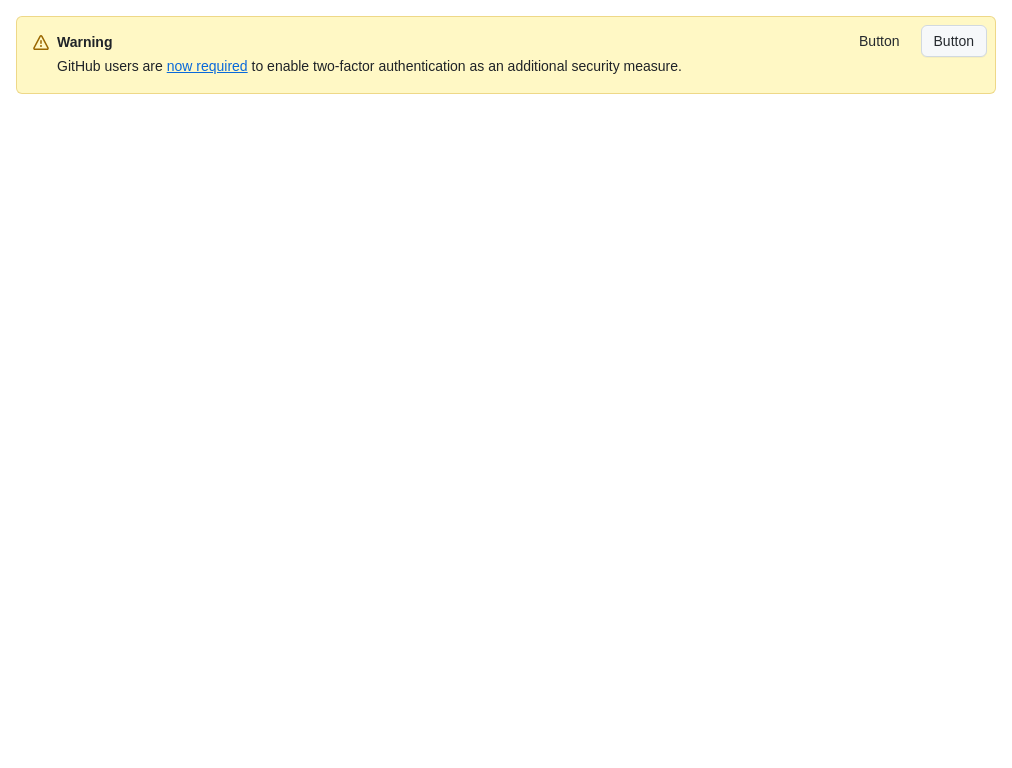 Warning
GitHub users are now required to enable two-factor authentication as an additional security measure.
Button
Button